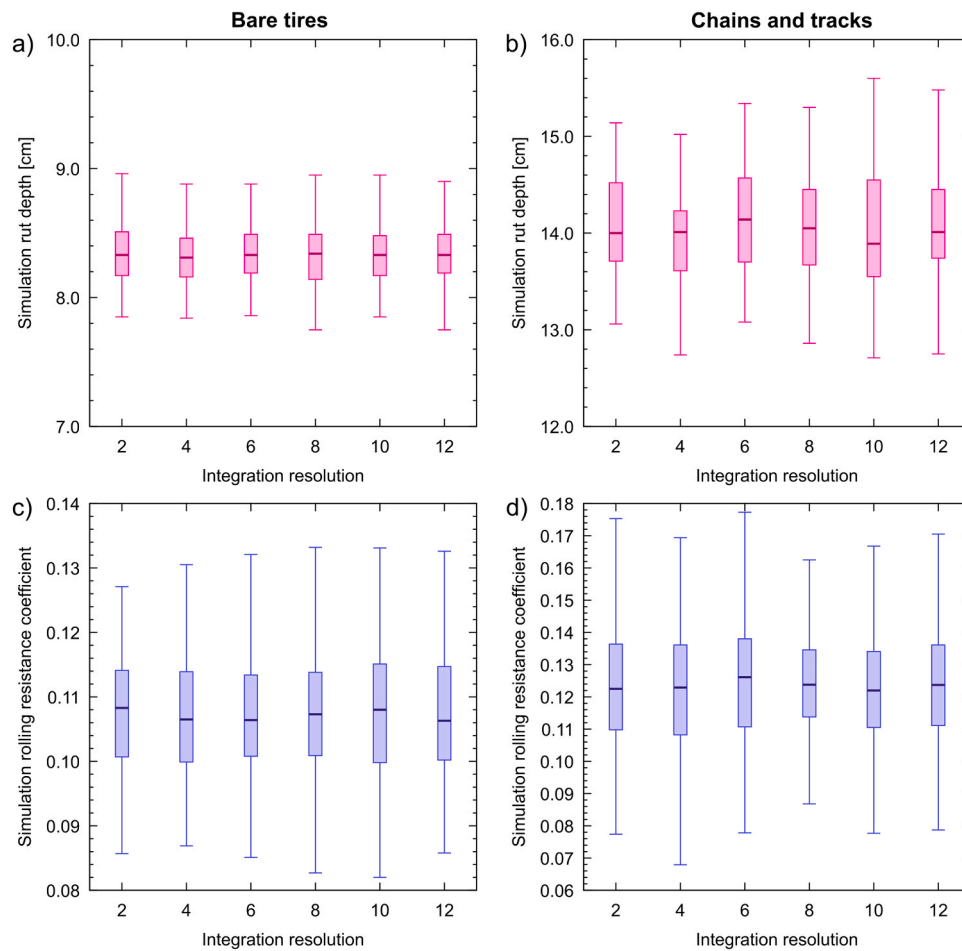 Bare tires
Chains and tracks
a)
b)
10.0
9.0
8.0
7.0
Simulation rut depth [cm]
2 4 6 8 10 12
Integration resolution
16.0
15.0
14.0
13.0
12.0
Simulation rut depth [cm]
2 4 6 8 10 12
Integration resolution
c)
d)
0.14
0.13
0.12
0.11
0.10
0.09
0.08
Simulation rolling resistance coefficient
2 4 6 8 10 12
Integration resolution
0.18
0.17
0.16
0.15
0.14
0.13
0.12
0.11
0.10
0.09
0.08
0.07
0.06
Simulation rolling resistance coefficient
2 4 6 8 10 12
Integration resolution